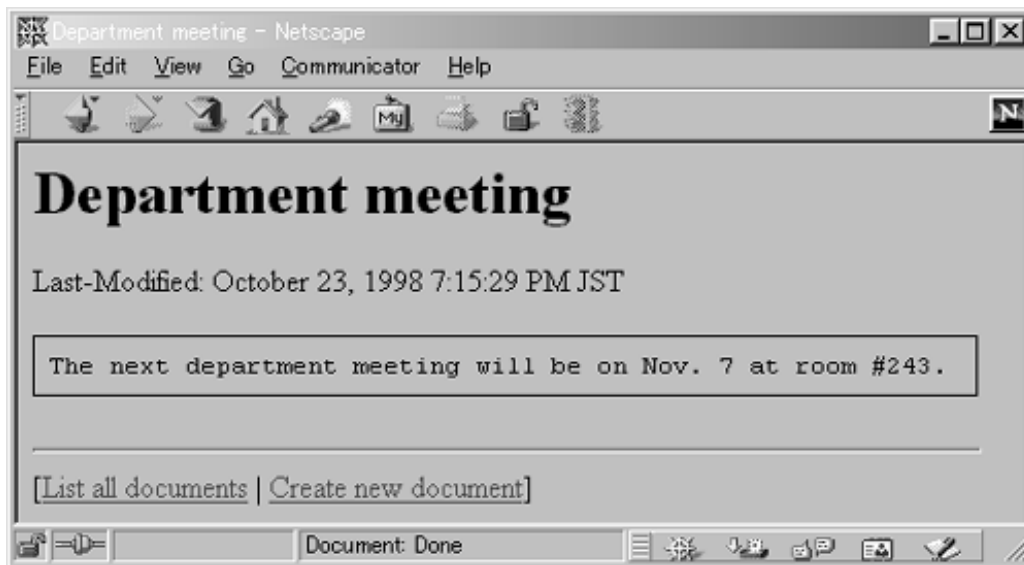 Department meeting - Netscape
File Edit View Go Communicator Help
My
N
Department meeting
Last-Modified: October 23, 1998 7:15:29 PM JST
The next department meeting will be on Nov. 7 at room #243.
[List all documents | Create new document]
Document: Done